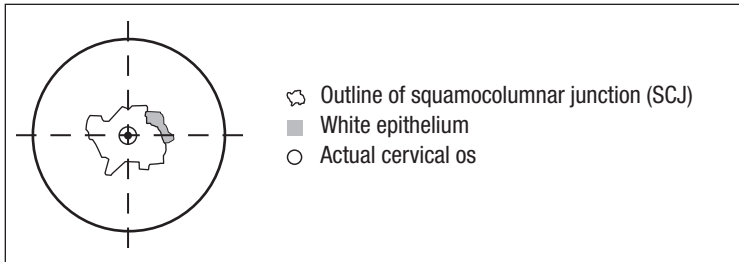 Outline of squamocolumnar junction (SCJ)
White epithelium
Actual cervical os